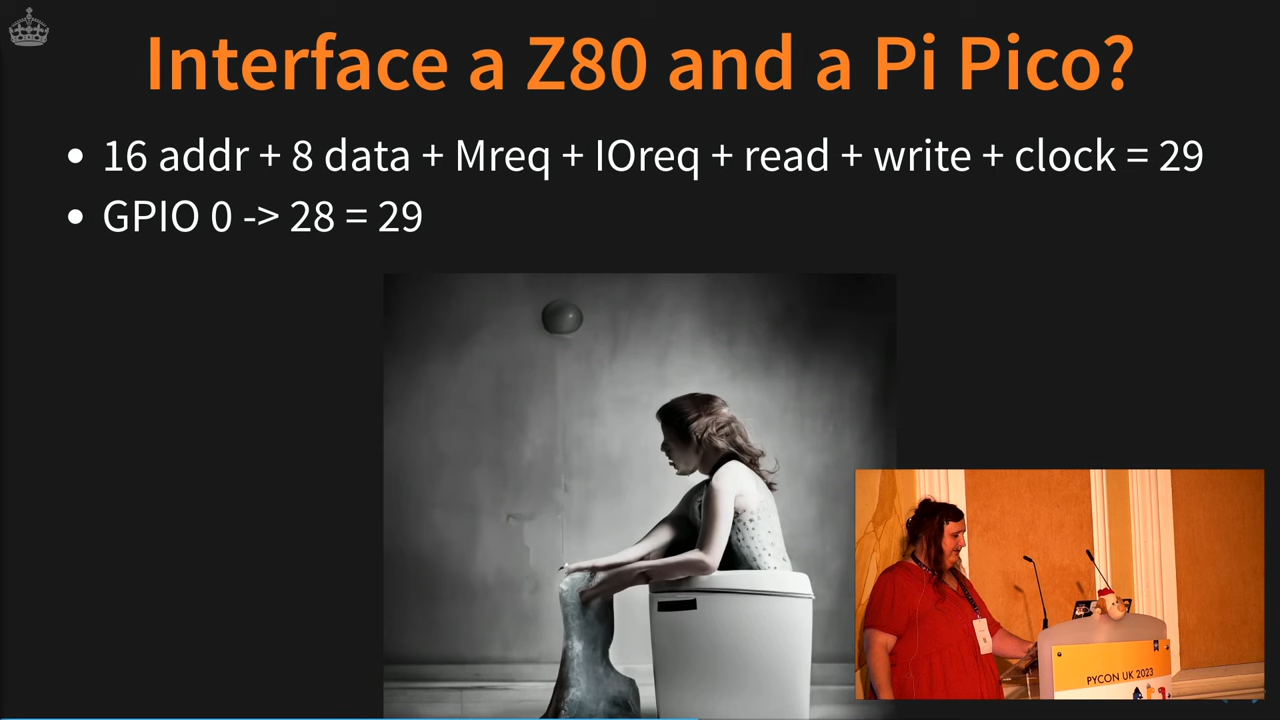 Interface a Z80 and a Pi Pico?
16 addr + 8 data + Mreq + IOreq + read + write + clock = 29
GPIO 0 -> 28 = 29
PYCON UK 2023